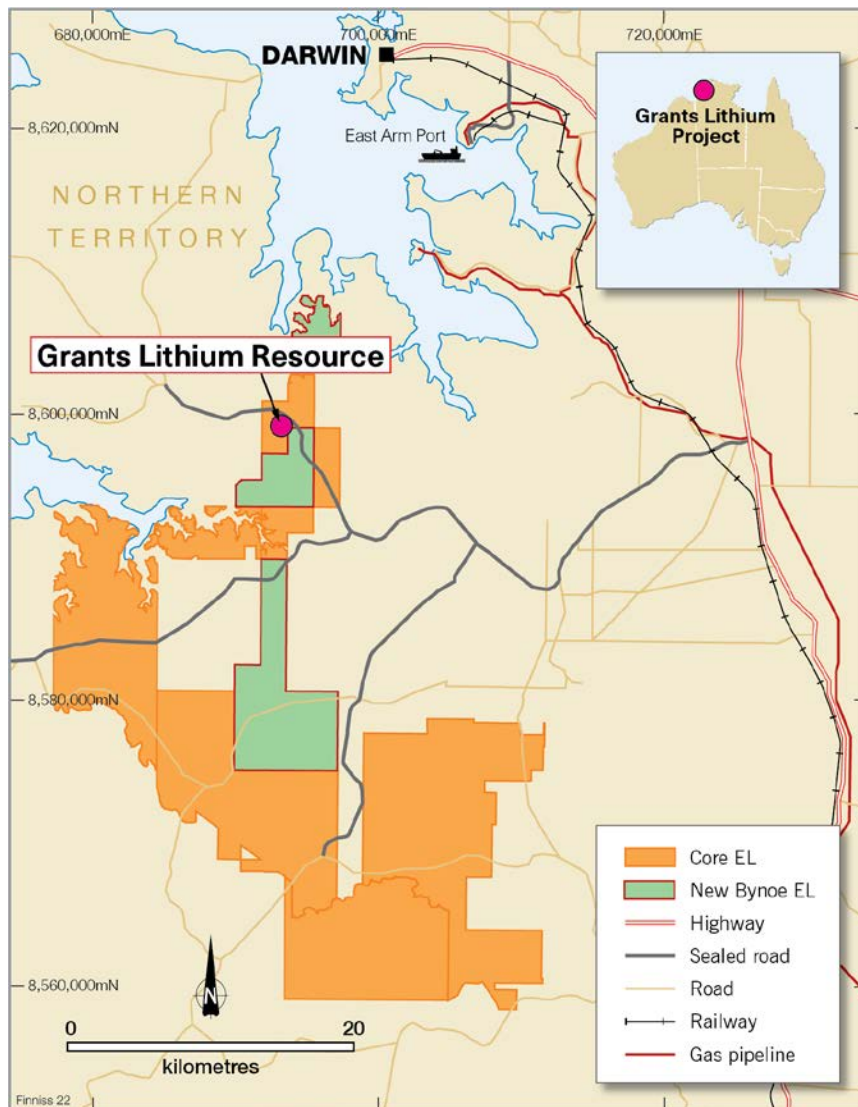 680,000mE
700,000mE
720,000mE
DARWIN
8,620,000mN
East Arm Port
Grants Lithium
Project
NORTHERN
TERRITORY
Grants Lithium Resource
8,600,000mN
8,580,000mN
8,560,000mN
Core EL
New Bynoe EL
Highway
Sealed road
Road
Railway
Gas pipeline
N
0
20
kilometres
Finniss 22